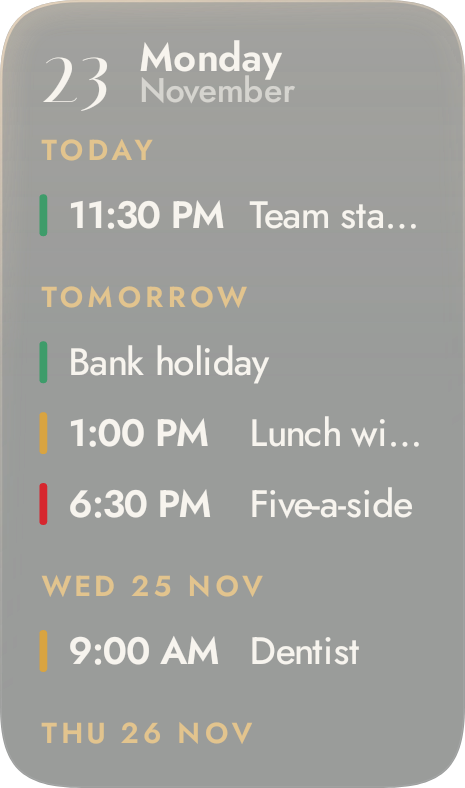 23 Monday
November
TODAY
11:30 PM Team sta...
TOMORROW
Bank holiday
1:00 PM Lunch wi...
6:30 PM Five-a-side
WED 25 NOV
9:00 AM Dentist
THU 26 NOV